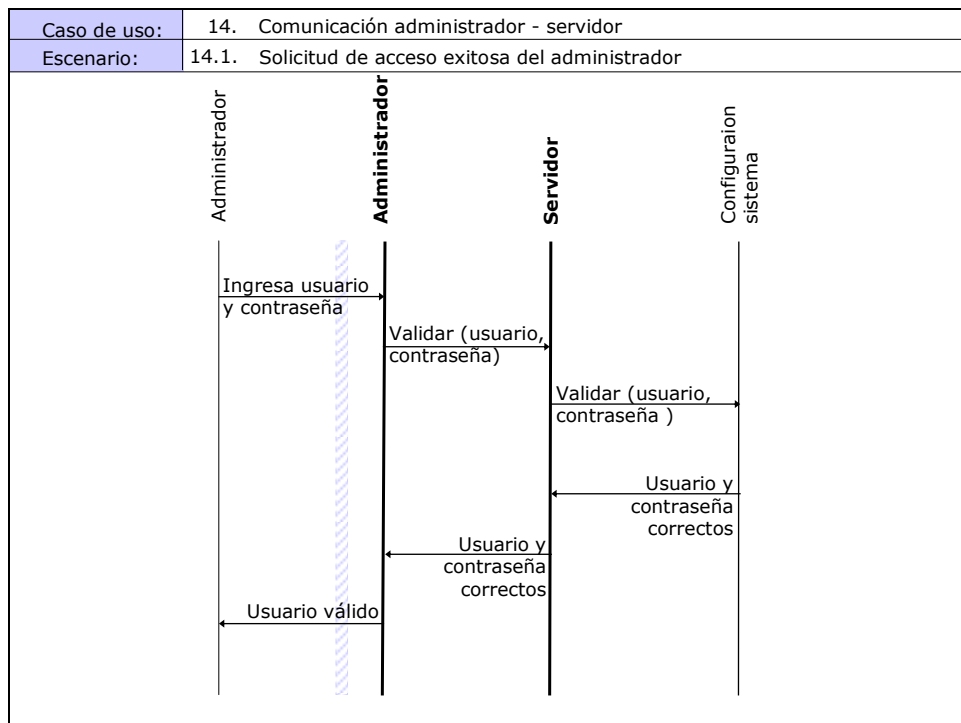 Caso de uso: 14. Comunicación administrador - servidor
Escenario: 14.1. Solicitud de acceso exitosa del administrador
Administrador
Administrador
Servidor
Configuraion
sistema
Ingresa usuario
y contraseña
Validar (usuario,
contraseña)
Validar (usuario,
contraseña )
Usuario y
contraseña
correctos
Usuario y
contraseña
correctos
Usuario válido